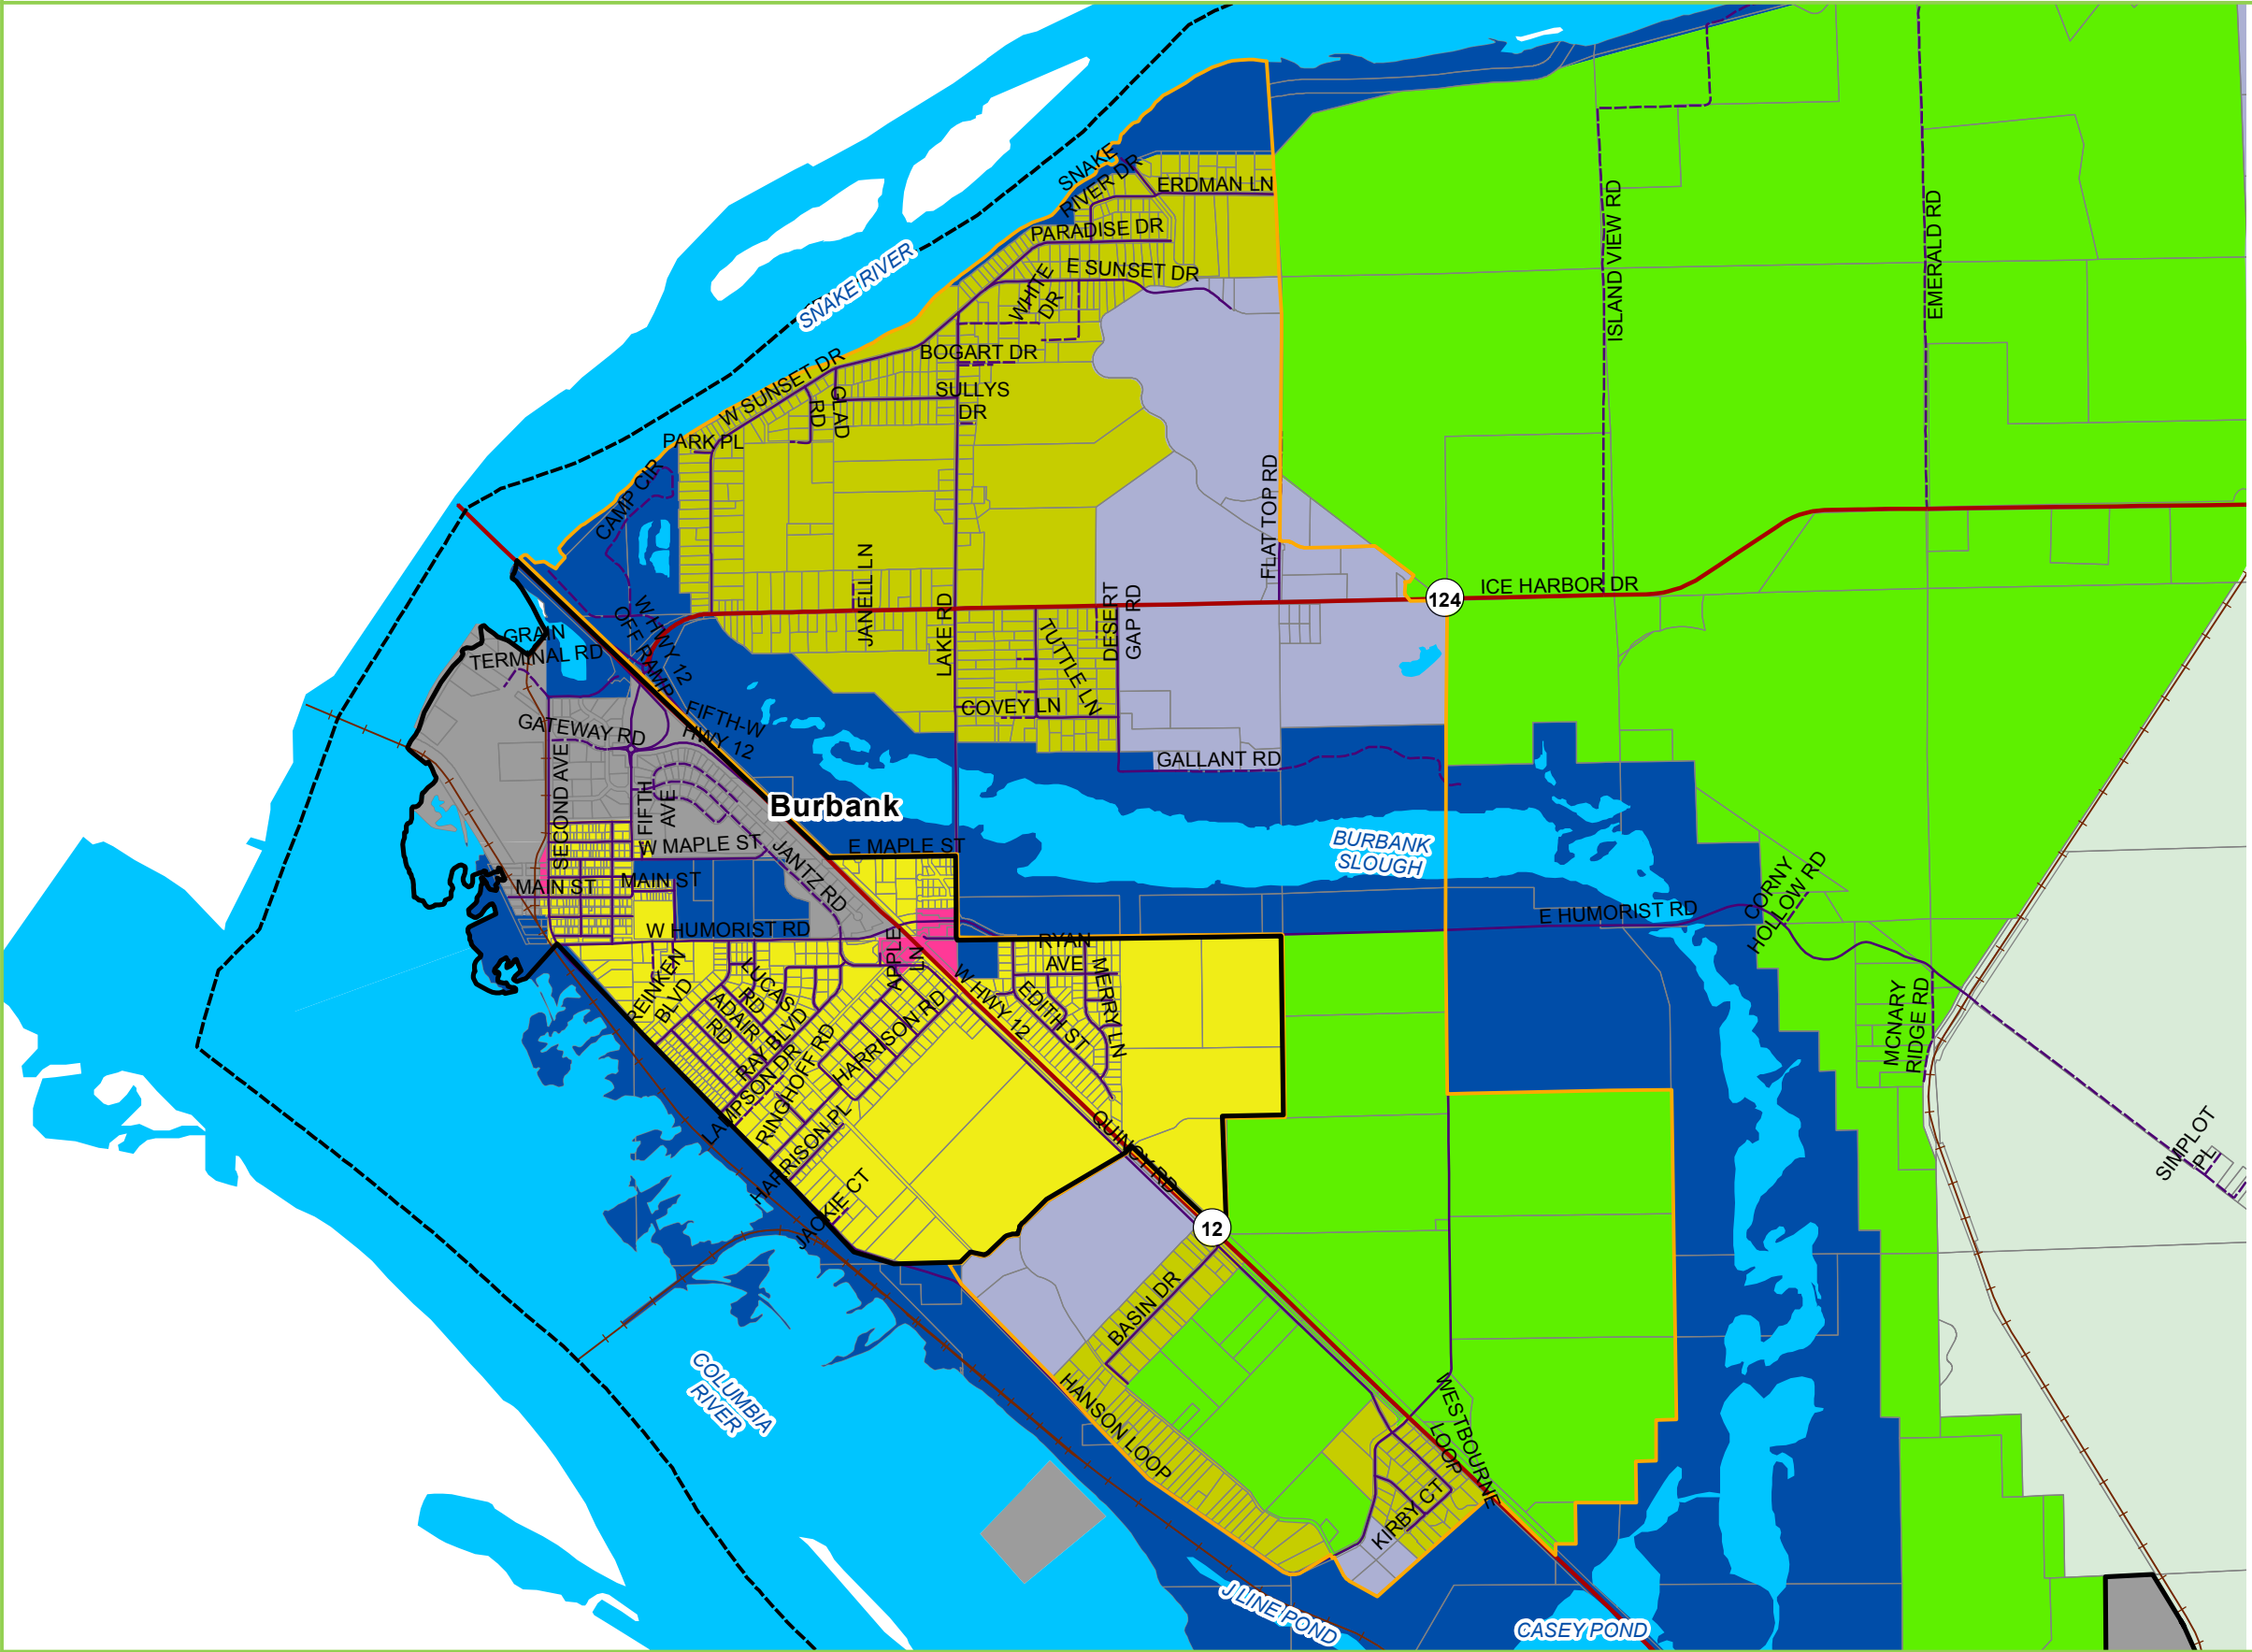 SNAKE
RIVER DR
ERDMAN LN
PARADISE DR
E SUNSET DR
WHITE
DR
SNAKE RIVER
ISLAND VIEW RD
EMERALD RD
BOGART DR
W SUNSET DR
SULLYS
DR
GLAD
RD
PARK PL
CAMP CIR
FLAT TOP RD
JANELL LN
LAKE RD
DESERT
GAP RD
TUTTLE LN
124
ICE HARBOR DR
GRAIN
TERMINAL RD
W HWY 12
OFF RAMP
COVEY LN
FIFTH-W
HWY 12
GATEWAY RD
GALLANT RD
SECOND AVE
FIFTH
AVE
Burbank
W MAPLE ST
E MAPLE ST
JANTZ RD
BURBANK
SLOUGH
MAIN ST
MAIN ST
CORNY
HOLLOW RD
E HUMORIST RD
W HUMORIST RD
APPLE
LN
RYAN
AVE
REINKEN
BLVD
LUCAS
RD
ADAIR
RD
RAY BLVD
HARRISON RD
W HWY 12
EDITH ST
MERRY LN
MCNARY
RIDGE RD
LAMPSON DR
RINGHOFF RD
HARRISON PL
QUINCY RD
SIMPLOT
PL
JACKIE CT
12
BASIN DR
COLUMBIA
RIVER
HANSON LOOP
WESTBOURNE
LOOP
KIRBY CT
J LINE POND
CASEY POND